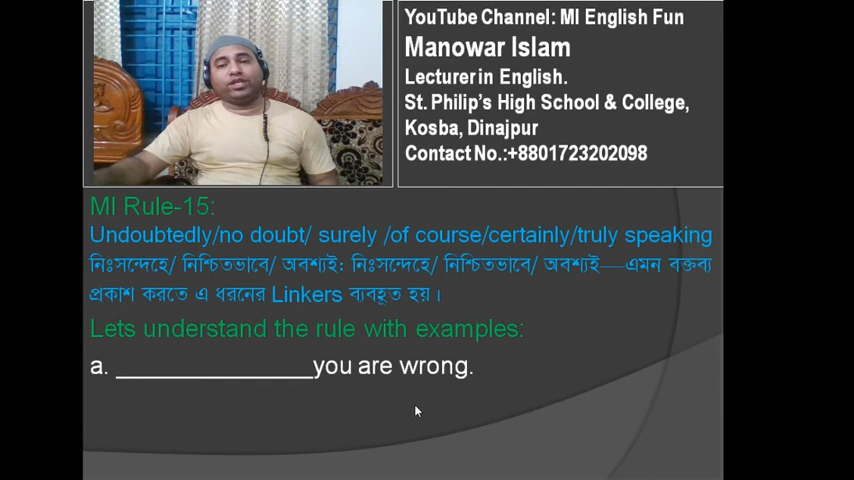 YouTube Channel: MI English Fun
Manowar Islam
Lecturer in English.
St. Philip's High School & College,
Kosba, Dinajpur
Contact No.:+8801723202098
MI Rule-15:
Undoubtedly/no doubt/ surely /of course/certainly/truly speaking
নিঃসন্দেহে/ নিশ্চিতভাবে/ অবশ্যই: নিঃসন্দেহে/ নিশ্চিতভাবে/ অবশ্যই—এমন বক্তব্য
প্রকাশ করতে এ ধরনের Linkers ব্যবহৃত হয়।
Lets understand the rule with examples:
a. ________________you are wrong.